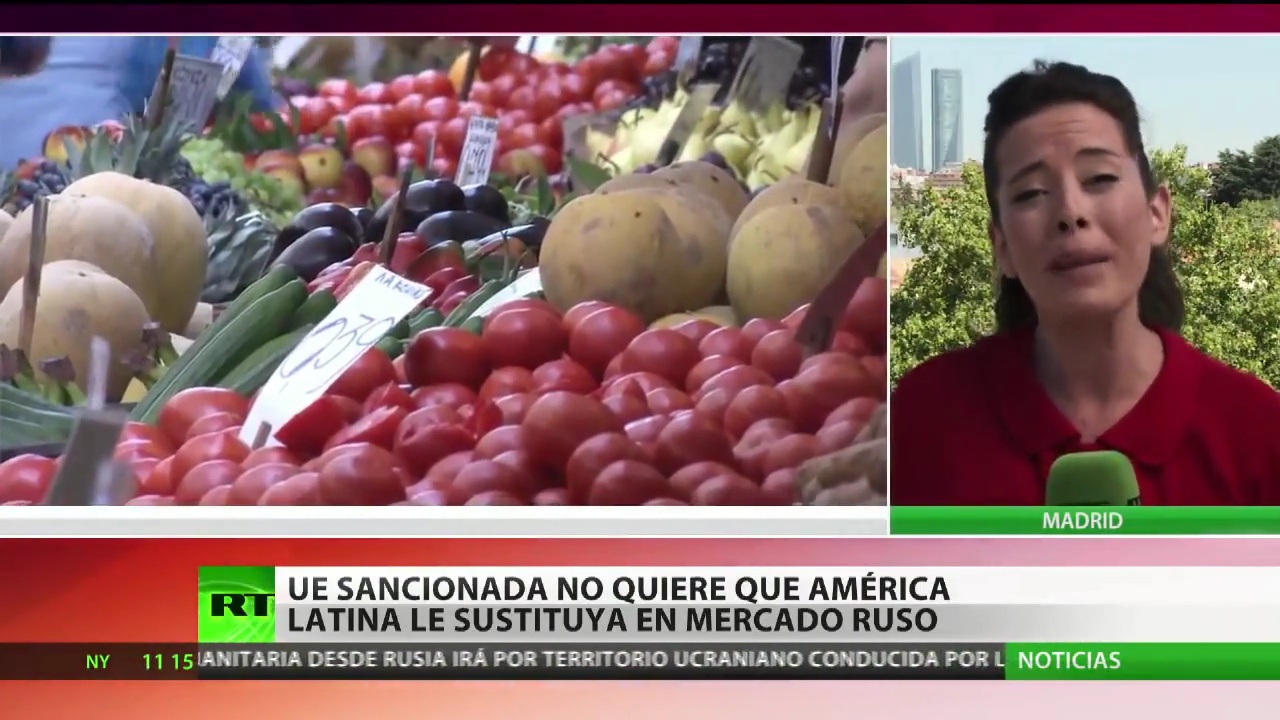 MADRID
RT
UE SANCIONADA NO QUIERE QUE AMÉRICA
LATINA LE SUSTITUYA EN MERCADO RUSO
NY 11 15
ANITARIA DESDE RUSIA IRÁ POR TERRITORIO UCRANIANO CONDUCIDA POR L
NOTICIAS